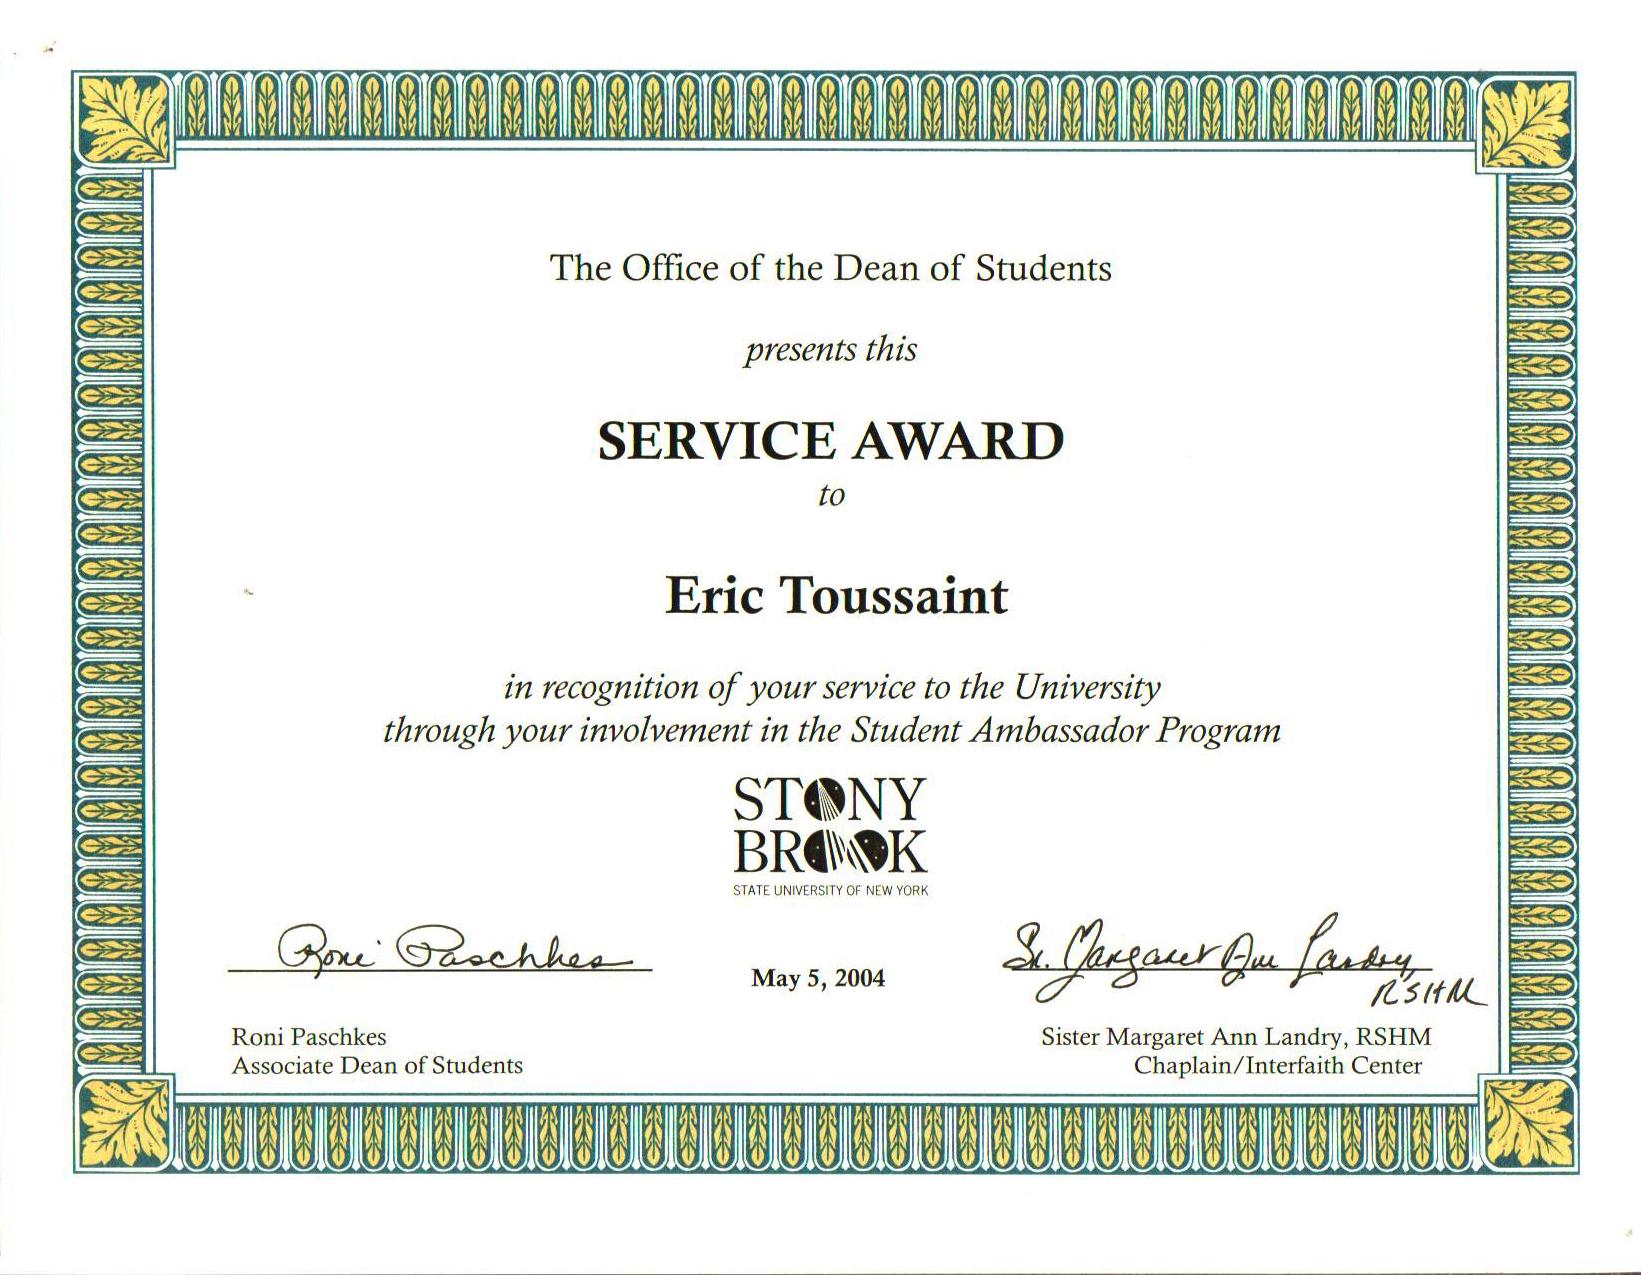 The Office of the Dean of Students
presents this
SERVICE AWARD
to
Eric Toussaint
in recognition of your service to the University
through your involvement in the Student Ambassador Program
STONY
BROOK
STATE UNIVERSITY OF NEW YORK
Roni Paschkes
May 5, 2004
Sr. Margaret Ann Landry,
RSHM
Roni Paschkes
Associate Dean of Students
Sister Margaret Ann Landry, RSHM
Chaplain/Interfaith Center